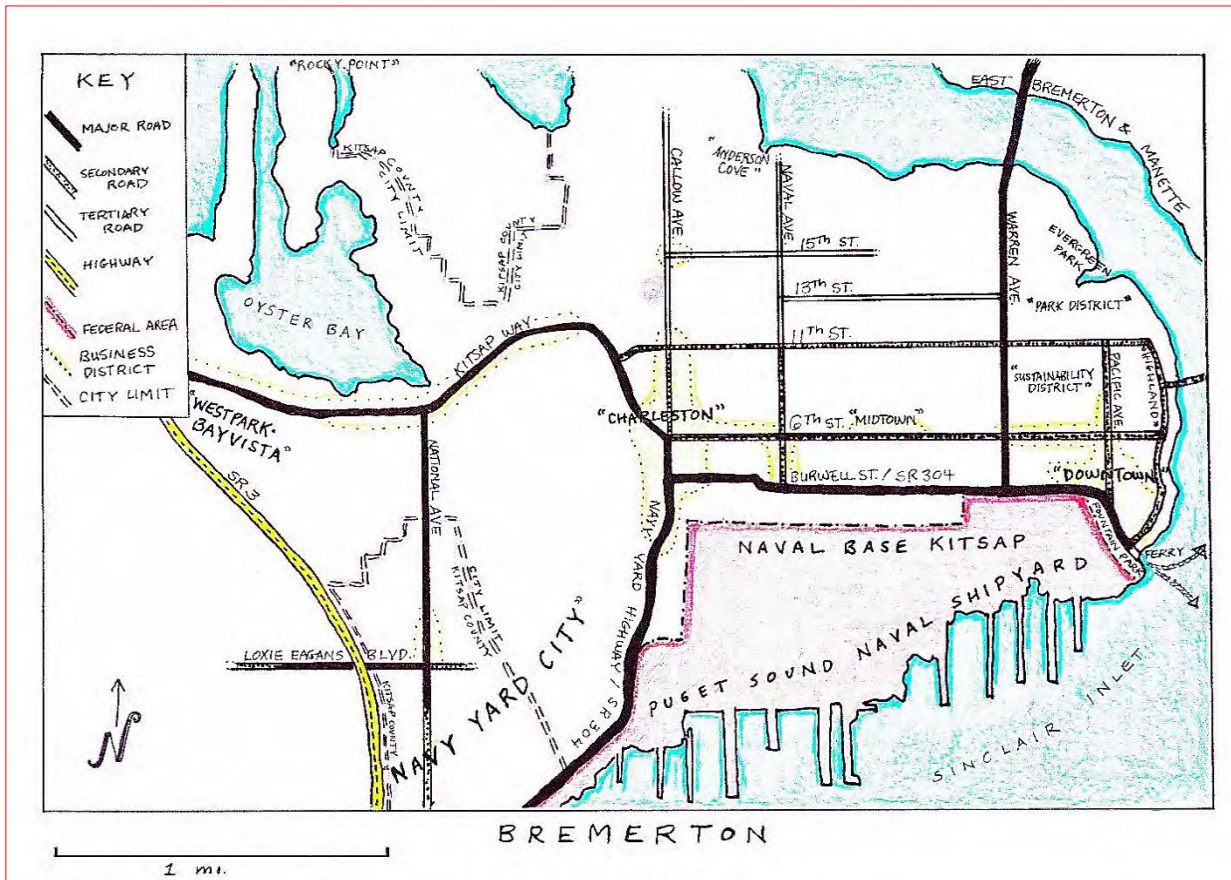 KEY
MAJOR ROAD
SECONDARY
ROAD
TERTIARY
ROAD
HIGHWAY
FEDERAL AREA
BUSINESS
DISTRICT
CITY LIMIT
"ROCKY POINT"
KITSAP COUNTY
CITY LIMIT
KITSAP COUNTY
CITY LIMIT
OYSTER BAY
EAST BREMERTON & MANETTE
"ANDERSON
COVE"
CALLOW AVE.
NAVAL AVE.
WARREN AVE.
EVERGREEN
PARK
"PARK DISTRICT"
15TH ST.
13TH ST.
11TH ST.
KITSAP WAY
"SUSTAINABILITY
DISTRICT"
PACIFIC AVE.
HIGHLAND
"WESTPARK-
BAYVISTA"
"CHARLESTON"
6TH ST.
"MIDTOWN"
BURWELL ST. / SR 304
"DOWNTOWN"
SR 3
NATIONAL AVE
NAVY YARD HIGHWAY / SR 304
FOUNTAIN PARK
FERRY
NAVAL BASE KITSAP
PUGET SOUND NAVAL SHIPYARD
CITY LIMIT
KITSAP COUNTY
LOXIE EAGANS BLVD.
KITSAP COUNTY
NAVY YARD CITY"
SINCLAIR INLET
N
BREMERTON
1 mi.